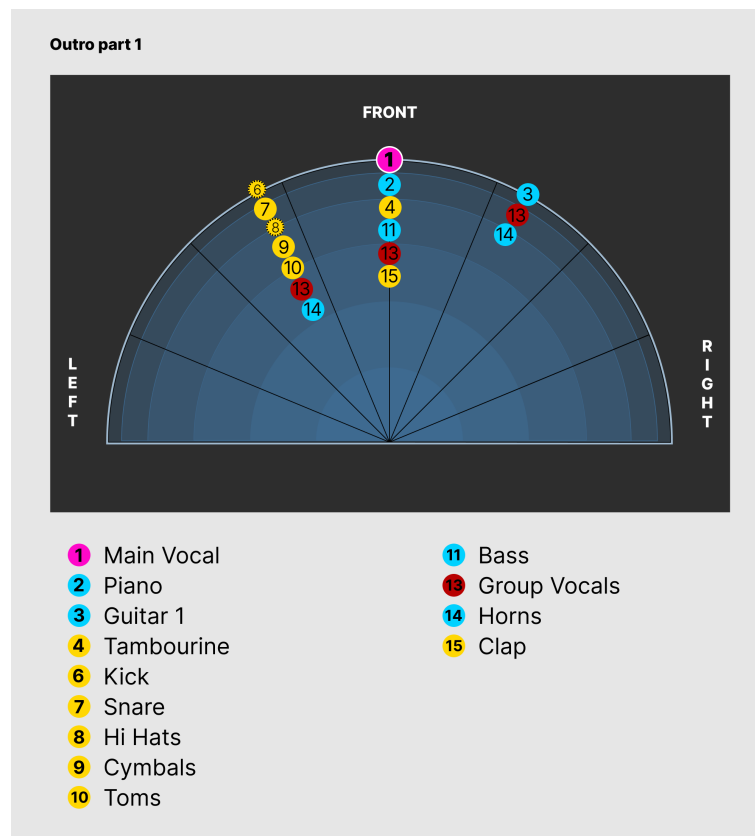 Outro part 1
FRONT
1
6
2
3
7
4
13
8
11
14
9
13
10
15
13
14
LEFT
RIGHT
1 Main Vocal
2 Piano
3 Guitar 1
4 Tambourine
6 Kick
7 Snare
8 Hi Hats
9 Cymbals
10 Toms
11 Bass
13 Group Vocals
14 Horns
15 Clap